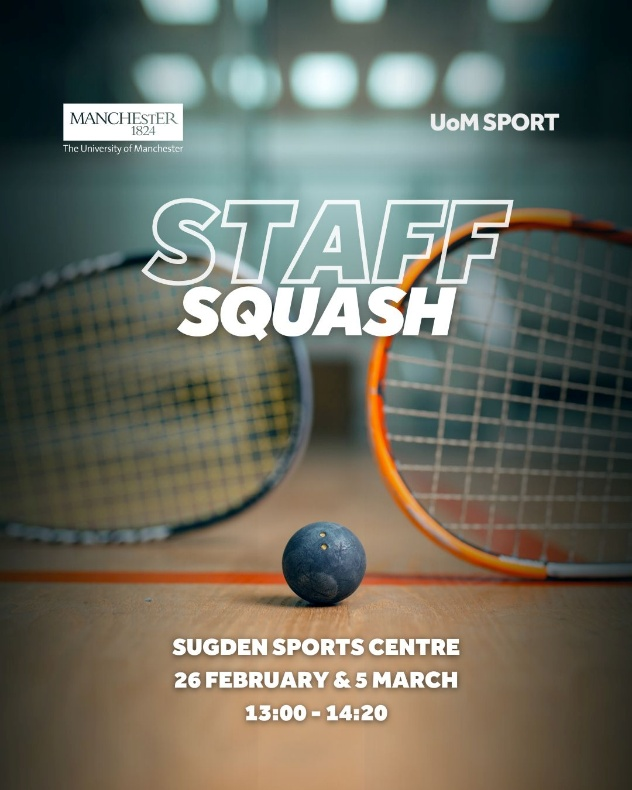 MANCHESTER
1824
The University of Manchester
UoM SPORT
STAFF
SQUASH
SUGDEN SPORTS CENTRE
26 FEBRUARY & 5 MARCH
13:00 - 14:20